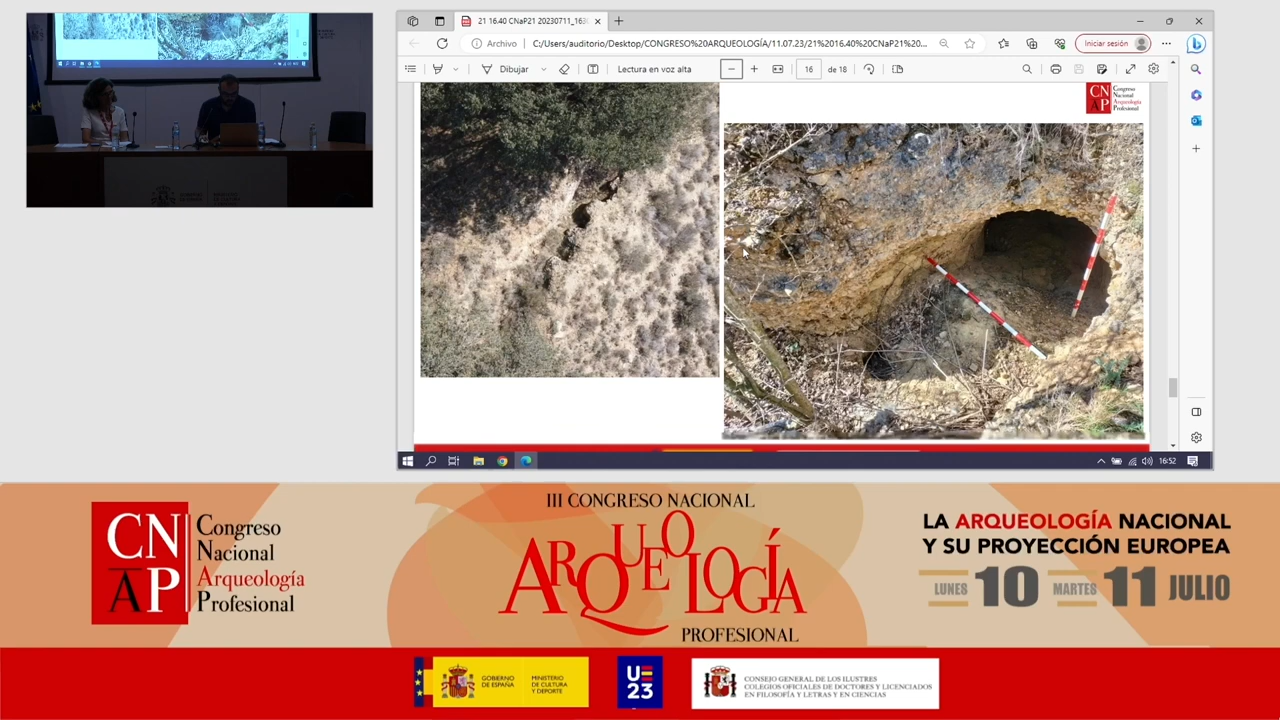 21 16.40 CNaP21 20230711_163
Archivo
C:/Users/auditorio/Desktop/CONGRESO%20ARQUEOLOGÍA/11.07.23/21%2016.40%20CNaP21%20...
Iniciar sesión
Dibujar
Lectura en voz alta
16
de 18
CN
AP
Congreso
Nacional
Arqueología
Profesional
16:52
III CONGRESO NACIONAL
ARQUEOLOGÍA
PROFESIONAL
CN
AP
Congreso
Nacional
Arqueología
Profesional
LA ARQUEOLOGÍA NACIONAL
Y SU PROYECCIÓN EUROPEA
LUNES 10 MARTES 11 JULIO
GOBIERNO
DE ESPAÑA
MINISTERIO
DE CULTURA
Y DEPORTE
UE
23
CONSEJO GENERAL DE LOS ILUSTRES
COLEGIOS OFICIALES DE DOCTORES Y LICENCIADOS
EN FILOSOFÍA Y LETRAS Y EN CIENCIAS